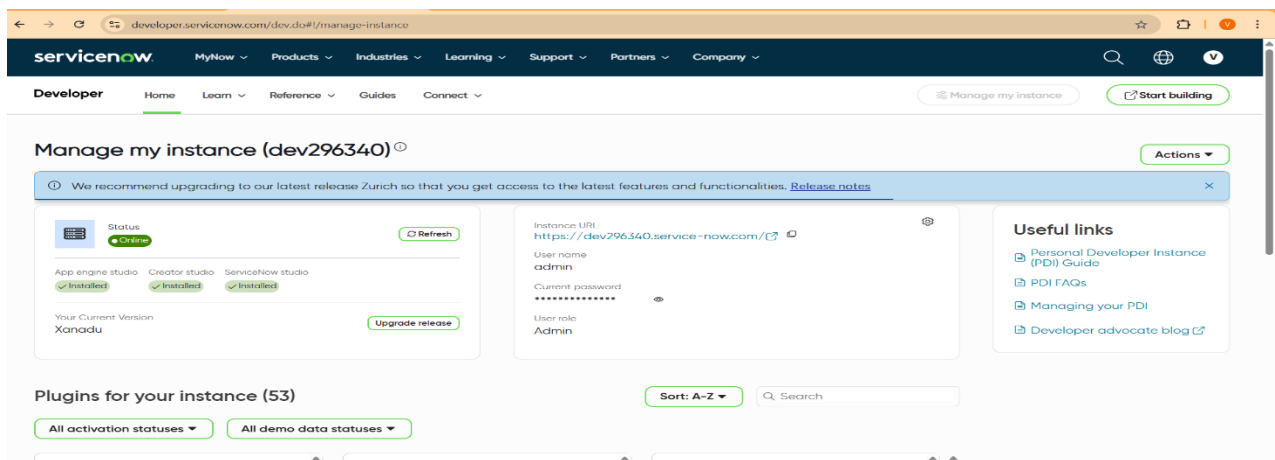 developer.servicenow.com/dev.do#!/manage-instance
V
servicenow.
MyNow Products Industries Learning Support Partners Company
V
Developer
Home Learn Reference Guides Connect
Manage my instance
Start building
Manage my instance (dev296340)
Actions
We recommend upgrading to our latest release Zurich so that you get access to the latest features and functionalities. Release notes
Status
Online
Refresh
App engine studio Creator studio ServiceNow studio
Installed Installed Installed
Your Current Version
Xanadu
Upgrade release
Instance URL
https://dev296340.service-now.com/
User name
admin
Current password
**************
User role
Admin
Useful links
Personal Developer Instance
(PDI) Guide
PDI FAQs
Managing your PDI
Developer advocate blog
Plugins for your instance (53)
Sort: A-Z
Search
All activation statuses
All demo data statuses